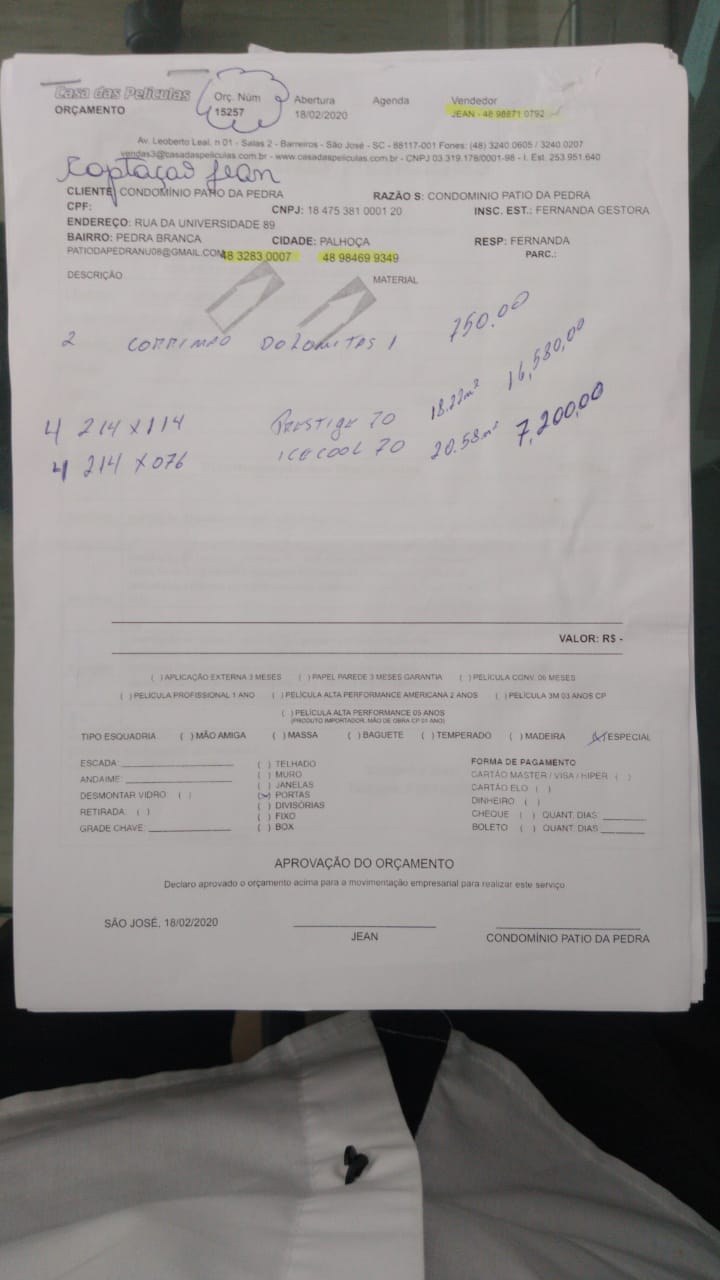 Casa das Películas
ORÇAMENTO
Orç. Núm
15257
Abertura
18/02/2020
Agenda
Vendedor
JEAN - 48 98871 0792
Av. Leoberto Leal, n 01 - Salas 2 - Barreiros - São José - SC - 88117-001 Fones: (48) 3240.0605 / 3240.0207
vendas3@casadaspeliculas.com.br - www.casadaspeliculas.com.br - CNPJ 03.319.178/0001-98 - I. Est. 253.951.640
Captação Jean
CLIENTE CONDOMÍNIO PATIO DA PEDRA RAZÃO S: CONDOMINIO PATIO DA PEDRA
CPF: CNPJ: 18 475 381 0001 20 INSC. EST.: FERNANDA GESTORA
ENDEREÇO: RUA DA UNIVERSIDADE 89
BAIRRO: PEDRA BRANCA CIDADE: PALHOÇA RESP: FERNANDA
PATIODAPEDRANU08@GMAIL.COM 48 3283 0007 48 98469 9349 PARC.:
DESCRIÇÃO MATERIAL
2 CORRIMÃO DOLOMITAS 1 750,00
4 214 X 114 PRESTIGE 70 18.22m² 16,580,00
4 214 X 076 ICECOOL 70 20.58m² 7,200,00
VALOR: R$ -
( ) APLICAÇÃO EXTERNA 3 MESES ( ) PAPEL PAREDE 3 MESES GARANTIA ( ) PELÍCULA CONV. 06 MESES
( ) PELÍCULA PROFISSIONAL 1 ANO ( ) PELÍCULA ALTA PERFORMANCE AMERICANA 2 ANOS ( ) PELÍCULA 3M 03 ANOS CP
( ) PELÍCULA ALTA PERFORMANCE 05 ANOS
(PRODUTO IMPORTADOR, MÃO DE OBRA CP 01 ANO)
TIPO ESQUADRIA ( ) MÃO AMIGA ( ) MASSA ( ) BAGUETE ( ) TEMPERADO ( ) MADEIRA (X) ESPECIAL
ESCADA:
ANDAIME:
DESMONTAR VIDRO: ( )
RETIRADA: ( )
GRADE CHAVE:
( ) TELHADO
( ) MURO
( ) JANELAS
(X) PORTAS
( ) DIVISÓRIAS
( ) FIXO
( ) BOX
FORMA DE PAGAMENTO
CARTÃO MASTER / VISA / HIPER ( )
CARTÃO ELO ( )
DINHEIRO ( )
CHEQUE ( ) QUANT. DIAS:
BOLETO ( ) QUANT. DIAS
APROVAÇÃO DO ORÇAMENTO
Declaro aprovado o orçamento acima para a movimentação empresarial para realizar este serviço
SÃO JOSÉ, 18/02/2020
JEAN
CONDOMÍNIO PATIO DA PEDRA